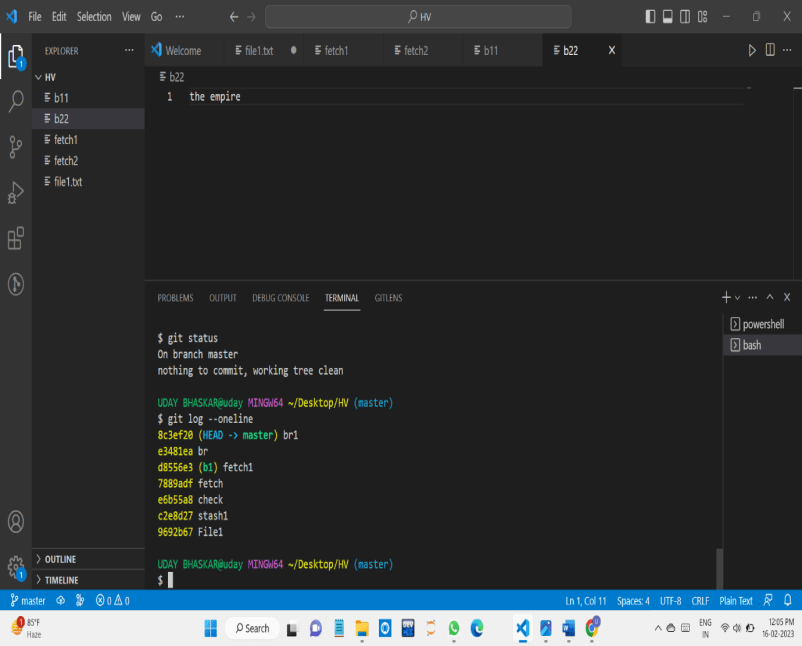 File Edit Selection View Go ··· HV
EXPLORER ··· Welcome file1.txt fetch1 fetch2 b11 b22 X
HV
b11
b22
fetch1
fetch2
file1.txt
b22
1 the empire
PROBLEMS OUTPUT DEBUG CONSOLE TERMINAL GITLENS
powershell
bash
$ git status
On branch master
nothing to commit, working tree clean
UDAY BHASKAR@uday MINGW64 ~/Desktop/HV (master)
$ git log --oneline
8c3ef20 (HEAD -> master) br1
e3481ea br
d8556e3 (b1) fetch1
7889adf fetch
e6b55a8 check
c2e8d27 stash1
9692b67 File1
UDAY BHASKAR@uday MINGW64 ~/Desktop/HV (master)
$
OUTLINE
TIMELINE
master 0 0 Ln 1, Col 11 Spaces: 4 UTF-8 CRLF Plain Text
85°F
Haze
Search
ENG
IN
12:05 PM
16-02-2023